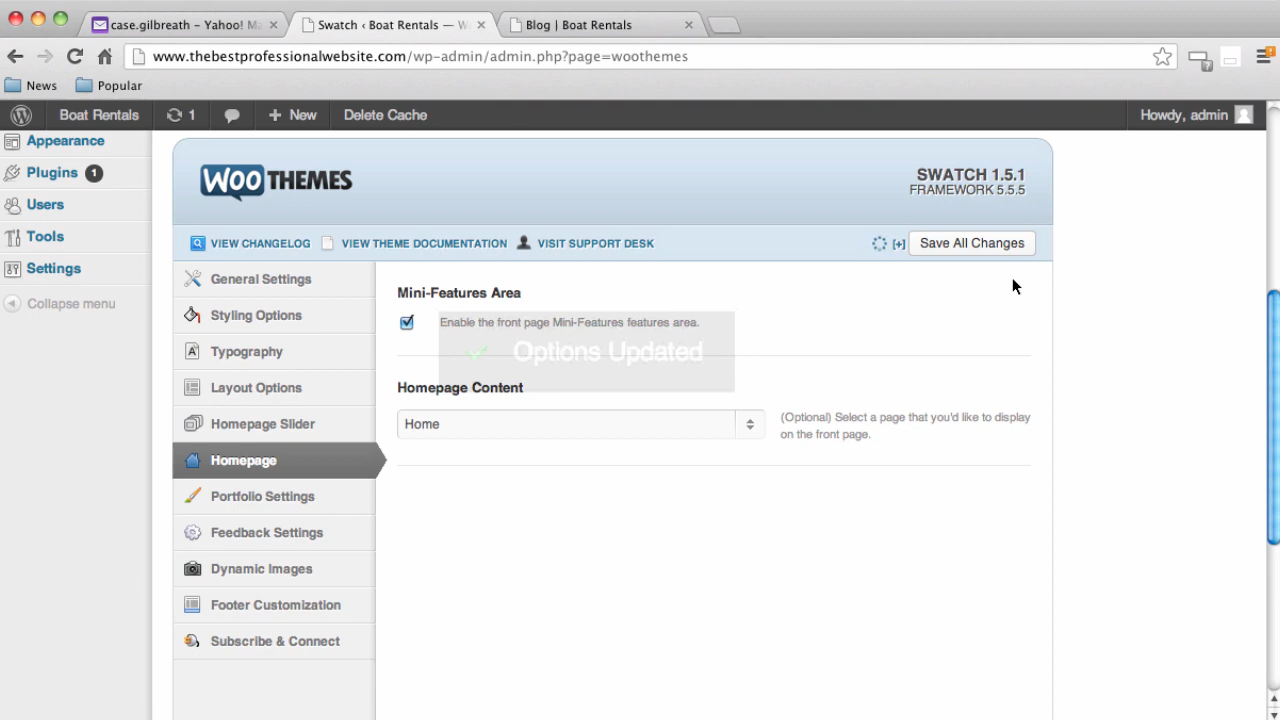 case.gilbreath – Yahoo! Ma
Swatch ‹ Boat Rentals — W
Blog | Boat Rentals
www.thebestprofessionalwebsite.com/wp-admin/admin.php?page=woothemes
News
Popular
Boat Rentals
1
+ New
Delete Cache
Howdy, admin
Appearance
Plugins 1
Users
Tools
Settings
Collapse menu
WOOTHEMES
SWATCH 1.5.1
FRAMEWORK 5.5.5
VIEW CHANGELOG
VIEW THEME DOCUMENTATION
VISIT SUPPORT DESK
[+]
Save All Changes
General Settings
Styling Options
Typography
Layout Options
Homepage Slider
Homepage
Portfolio Settings
Feedback Settings
Dynamic Images
Footer Customization
Subscribe & Connect
Mini-Features Area
Enable the front page Mini-Features features area.
Options Updated
Homepage Content
Home
(Optional) Select a page that you'd like to display
on the front page.